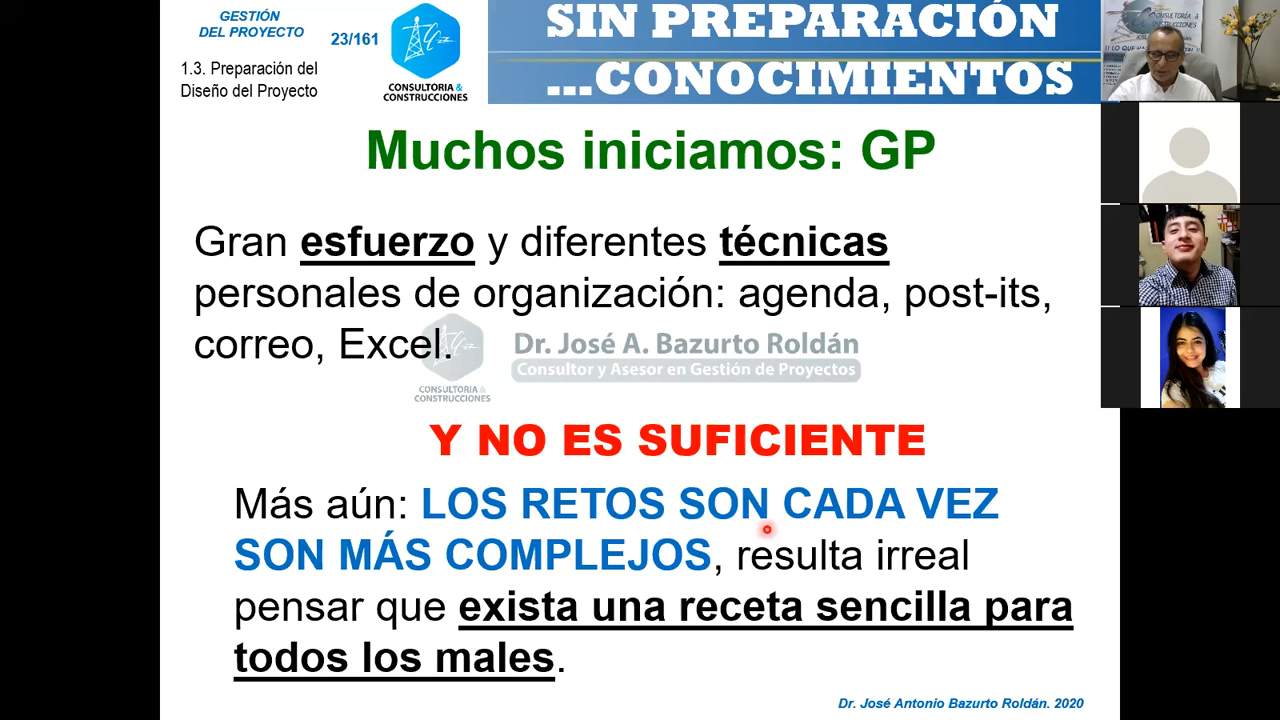 GESTIÓN
DEL PROYECTO
23/161
1.3. Preparación del
Diseño del Proyecto
CONSULTORIA &
CONSTRUCCIONES
SIN PREPARACIÓN
...CONOCIMIENTOS
Muchos iniciamos: GP
Gran esfuerzo y diferentes técnicas
personales de organización: agenda, post-its,
correo, Excel.
CONSULTORIA &
CONSTRUCCIONES
Dr. José A. Bazurto Roldán
Consultor y Asesor en Gestión de Proyectos
Y NO ES SUFICIENTE
Más aún: LOS RETOS SON CADA VEZ
SON MÁS COMPLEJOS, resulta irreal
pensar que exista una receta sencilla para
todos los males.
Dr. José Antonio Bazurto Roldán. 2020